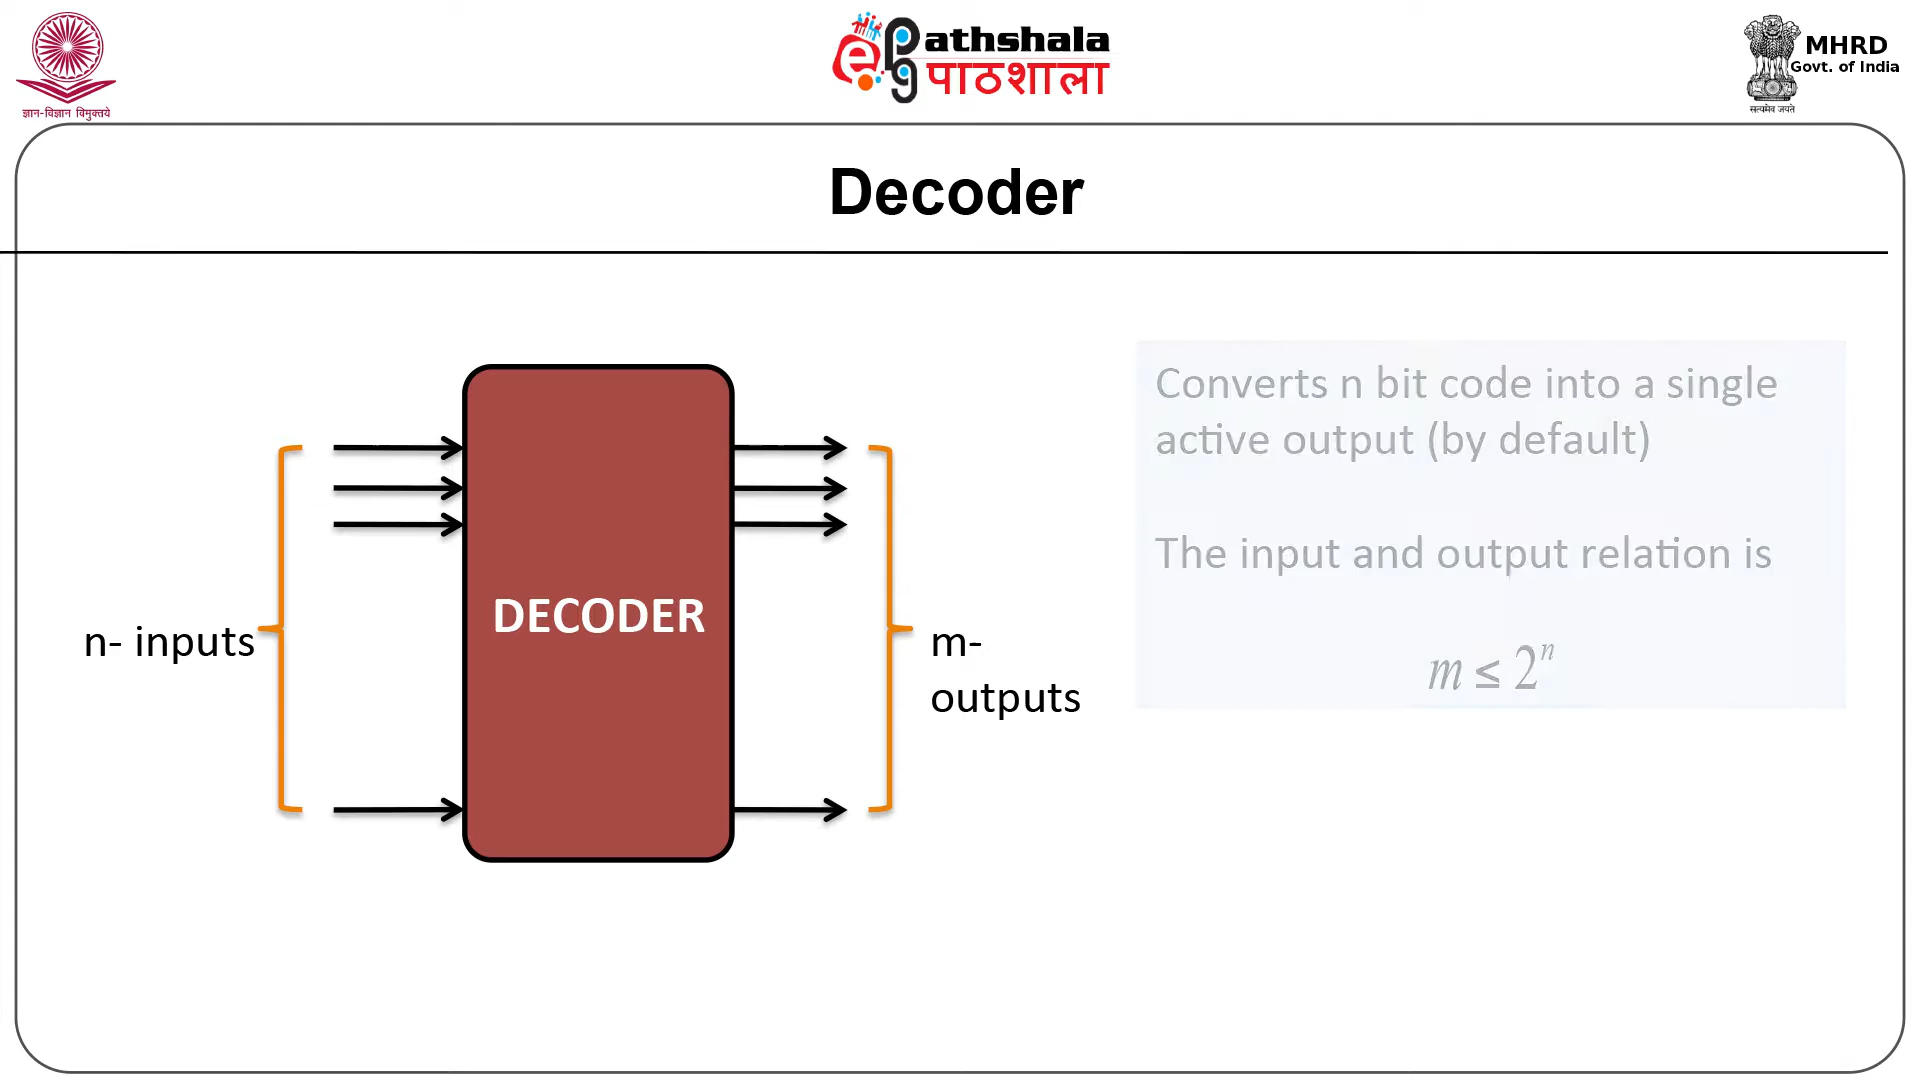 ज्ञान-विज्ञान विमुक्तये
ePathshala
पाठशाला
MHRD
Govt. of India
सत्यमेव जयते
Decoder
Converts n bit code into a single
active output (by default)
The input and output relation is
m ≤ 2ⁿ
DECODER
n- inputs
m-
outputs